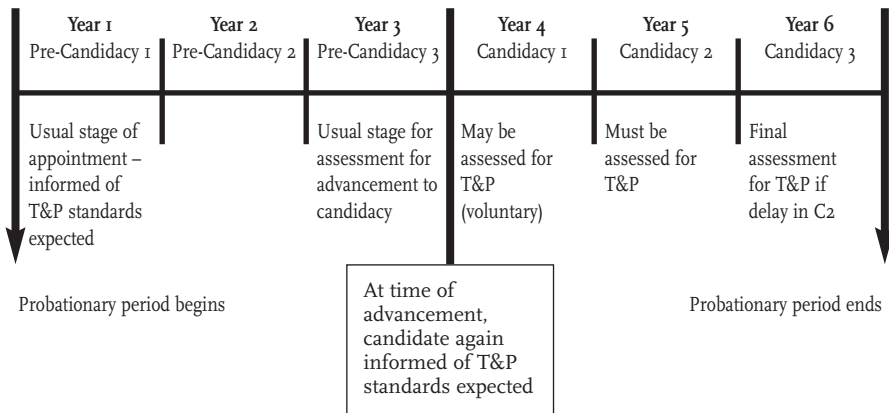 Year 1
Pre-Candidacy 1
Year 2
Pre-Candidacy 2
Year 3
Pre-Candidacy 3
Year 4
Candidacy 1
Year 5
Candidacy 2
Year 6
Candidacy 3
Usual stage of
appointment –
informed of
T&P standards
expected
Usual stage for
assessment for
advancement to
candidacy
May be
assessed for
T&P
(voluntary)
Must be
assessed for
T&P
Final
assessment
for T&P if
delay in C2
Probationary period begins
At time of
advancement,
candidate again
informed of T&P
standards expected
Probationary period ends